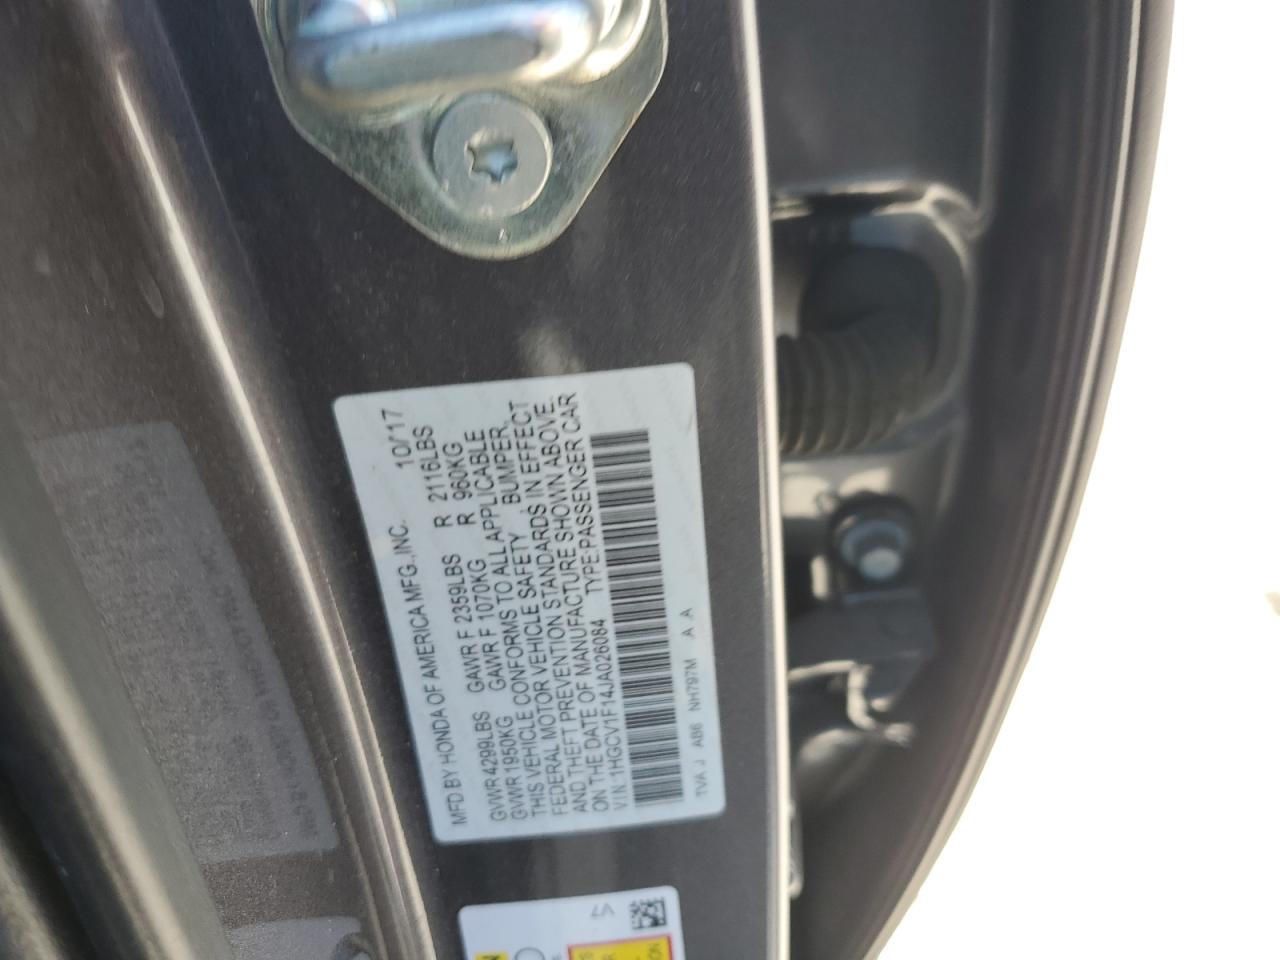 MFD BY HONDA OF AMERICA MFG.,INC. 10/17
GVWR 4299LBS GAWR F 2359LBS R 2116LBS
GVWR 1950KG GAWR F 1070KG R 960KG
THIS VEHICLE CONFORMS TO ALL APPLICABLE
FEDERAL MOTOR VEHICLE SAFETY, BUMPER,
AND THEFT PREVENTION STANDARDS IN EFFECT
ON THE DATE OF MANUFACTURE SHOWN ABOVE.
VIN:1HGCV1F14JA026084 TYPE:PASSENGER CAR
TVA J AB6 NH797M A A